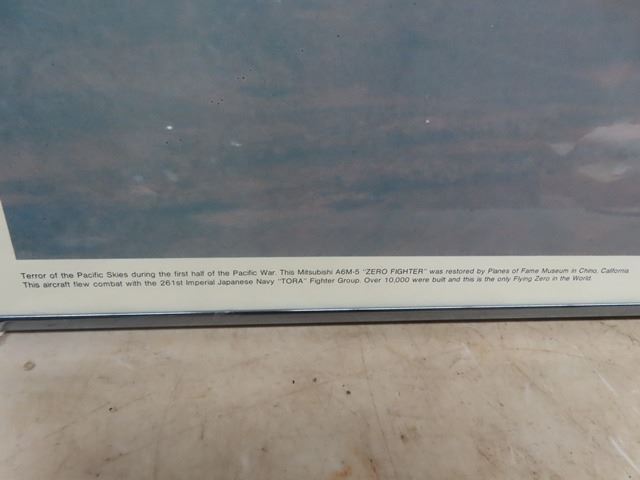 Terror of the Pacific Skies during the first half of the Pacific War. This Mitsubishi A6M-5 "ZERO FIGHTER" was restored by Planes of Fame Museum in Chino, California
This aircraft flew combat with the 261st Imperial Japanese Navy "TORA" Fighter Group. Over 10,000 were built and this is the only Flying Zero in the World.